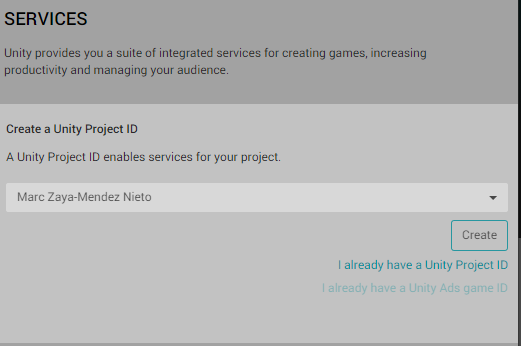 SERVICES
Unity provides you a suite of integrated services for creating games, increasing
productivity and managing your audience.
Create a Unity Project ID
A Unity Project ID enables services for your project.
Marc Zaya-Mendez Nieto
Create
I already have a Unity Project ID
I already have a Unity Ads game ID